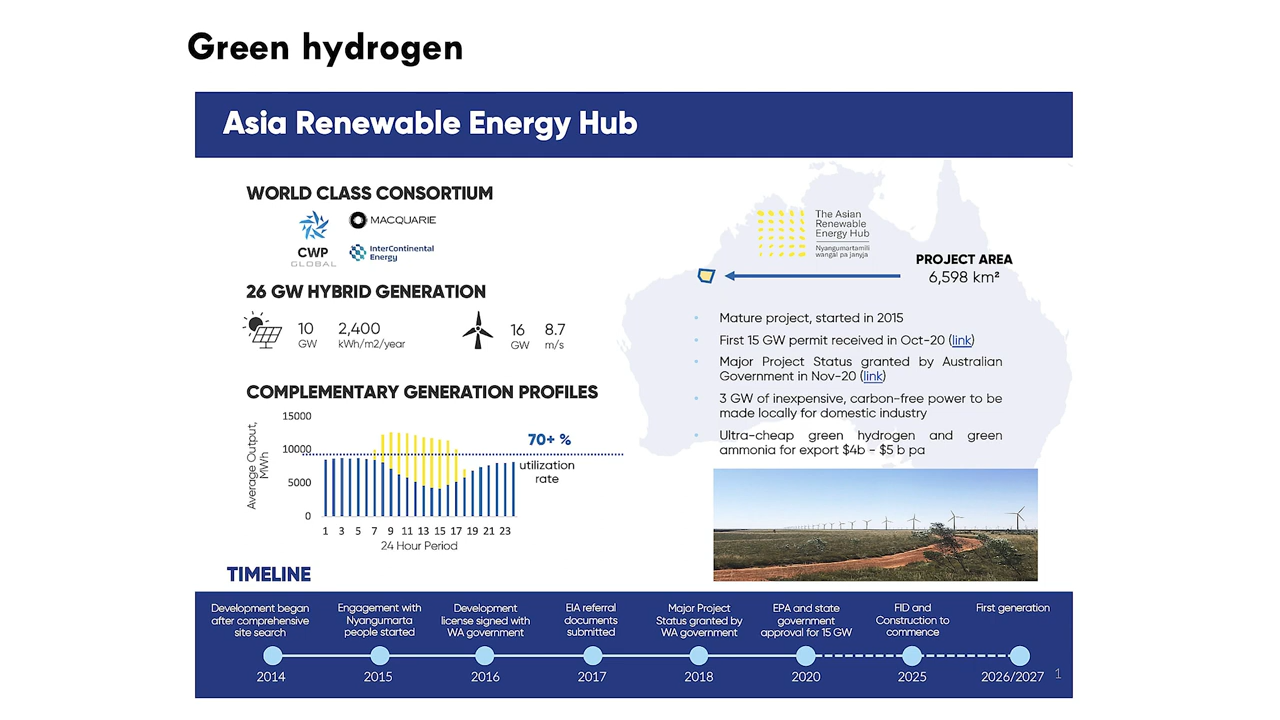 Green hydrogen
Asia Renewable Energy Hub
WORLD CLASS CONSORTIUM
CWP
GLOBAL
MACQUARIE
InterContinental
Energy
26 GW HYBRID GENERATION
10
GW
2,400
kWh/m2/year
16
GW
8.7
m/s
COMPLEMENTARY GENERATION PROFILES
Average Output,
MWh
15000
10000
5000
0
1 3 5 7 9 11 13 15 17 19 21 23
24 Hour Period
70+ %
utilization
rate
The Asian
Renewable
Energy Hub
Nyangumartamili
wangal pa janyja
PROJECT AREA
6,598 km²
• Mature project, started in 2015
• First 15 GW permit received in Oct-20 (link)
• Major Project Status granted by Australian
Government in Nov-20 (link)
• 3 GW of inexpensive, carbon-free power to be
made locally for domestic industry
• Ultra-cheap green hydrogen and green
ammonia for export $4b - $5 b pa
TIMELINE
Development began
after comprehensive
site search
2014
Engagement with
Nyangumarta
people started
2015
Development
license signed with
WA government
2016
EIA referral
documents
submitted
2017
Major Project
Status granted by
WA government
2018
EPA and state
government
approval for 15 GW
2020
FID and
Construction to
commence
2025
First generation
2026/2027
1